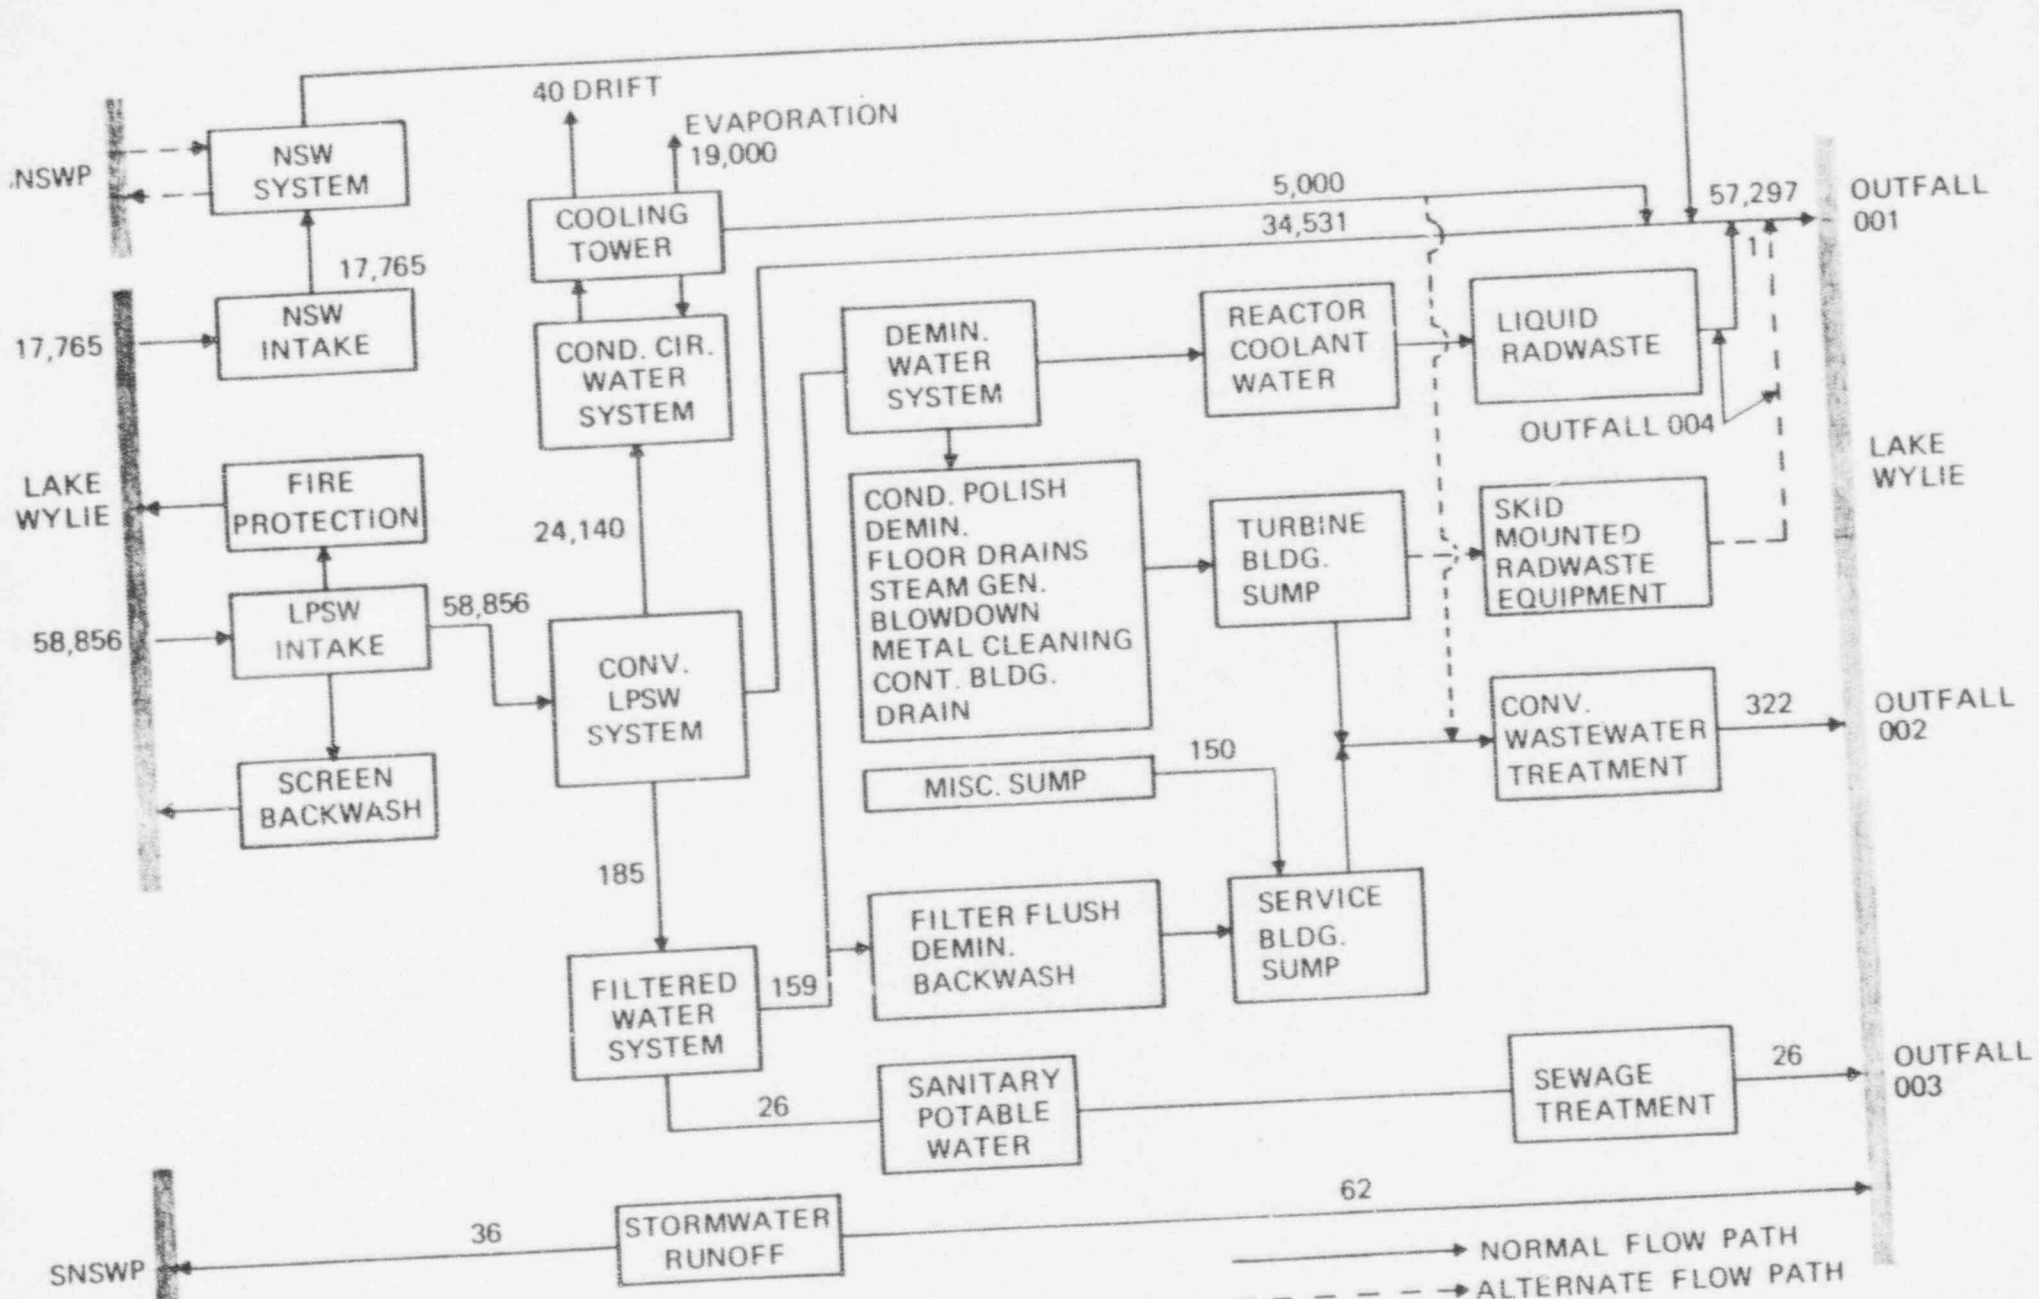 40 DRIFT
EVAPORATION
19,000
NSWP
NSW
SYSTEM
COOLING
TOWER
5,000
34,531
57,297
OUTFALL
001
1
17,765
17,765
NSW
INTAKE
COND. CIR.
WATER
SYSTEM
DEMIN.
WATER
SYSTEM
REACTOR
COOLANT
WATER
LIQUID
RADWASTE
OUTFALL 004
LAKE
WYLIE
LAKE
WYLIE
FIRE
PROTECTION
24,140
COND. POLISH
DEMIN.
FLOOR DRAINS
STEAM GEN.
BLOWDOWN
METAL CLEANING
CONT. BLDG.
DRAIN
TURBINE
BLDG.
SUMP
SKID
MOUNTED
RADWASTE
EQUIPMENT
58,856
LPSW
INTAKE
58,856
CONV.
LPSW
SYSTEM
CONV.
WASTEWATER
TREATMENT
322
OUTFALL
002
SCREEN
BACKWASH
MISC. SUMP
150
185
FILTER FLUSH
DEMIN.
BACKWASH
SERVICE
BLDG.
SUMP
FILTERED
WATER
SYSTEM
159
26
SANITARY
POTABLE
WATER
SEWAGE
TREATMENT
26
OUTFALL
003
SNSWP
36
STORMWATER
RUNOFF
62
NORMAL FLOW PATH
ALTERNATE FLOW PATH